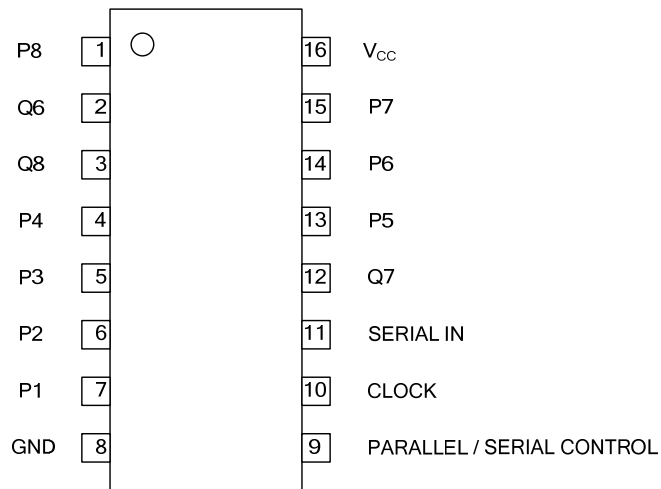 P8 1 16 VCC
Q6 2 15 P7
Q8 3 14 P6
P4 4 13 P5
P3 5 12 Q7
P2 6 11 SERIAL IN
P1 7 10 CLOCK
GND 8 9 PARALLEL / SERIAL CONTROL